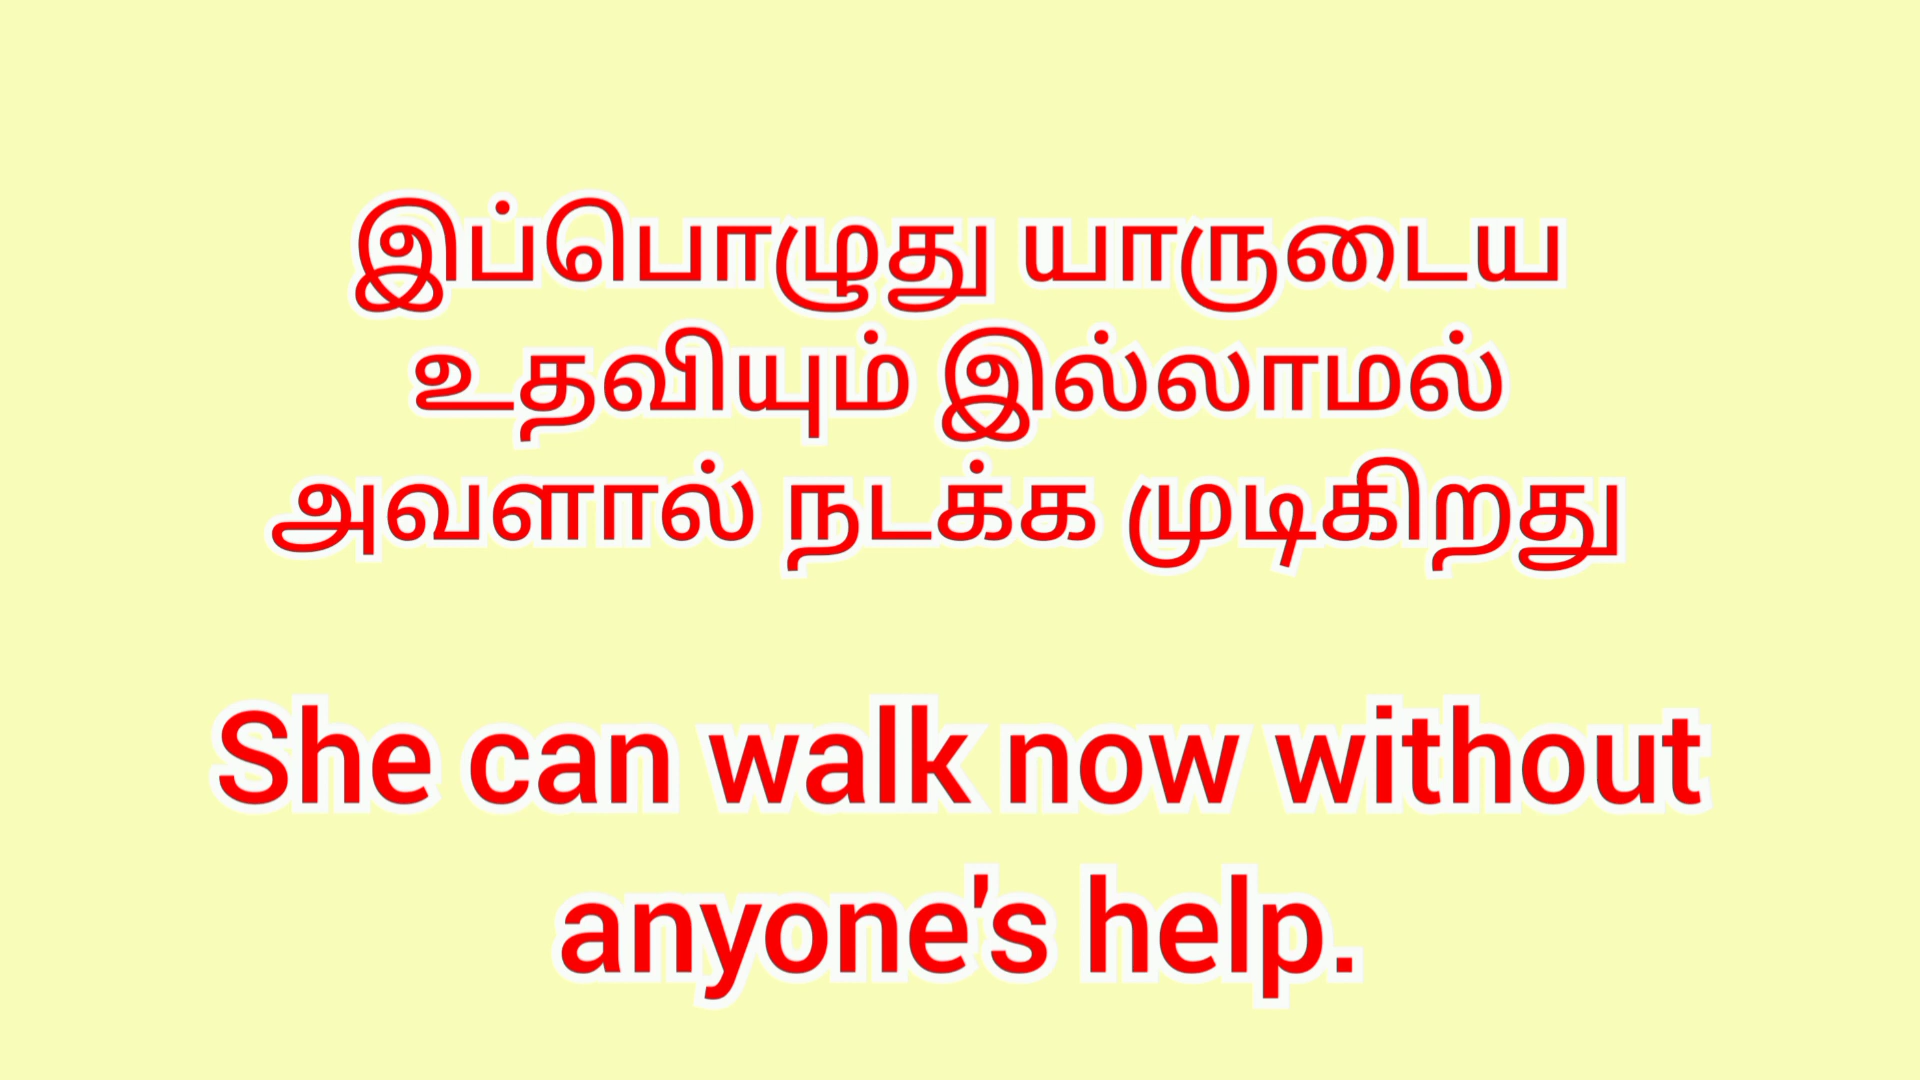 இப்பொழுது யாருடைய
உதவியும் இல்லாமல்
அவளால் நடக்க முடிகிறது
She can walk now without
anyone's help.